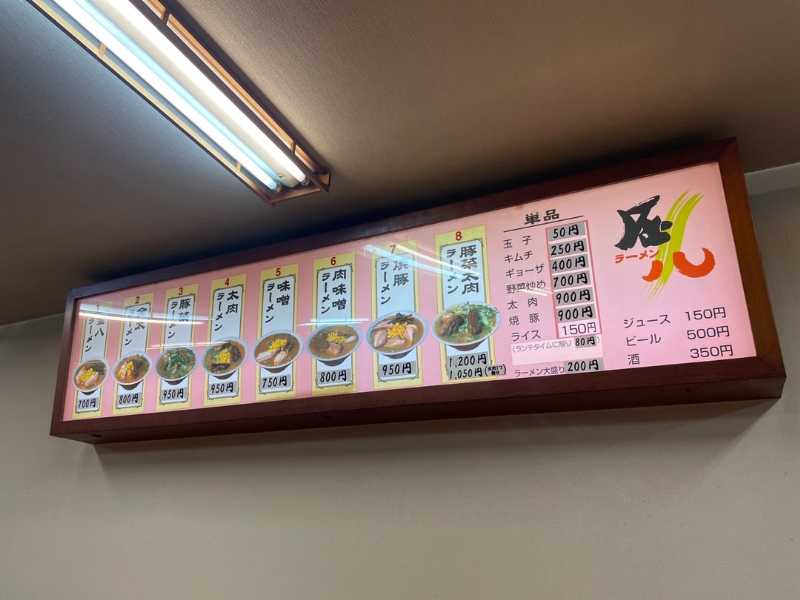 八
ラーメン
700円
2
太
ラーメン
800円
3
豚菜
ラーメン
950円
4
太肉
ラーメン
950円
5
味噌
ラーメン
750円
6
肉味噌
ラーメン
800円
7
焼豚
ラーメン
950円
8
豚菜太肉
ラーメン
1,200円
1,050円
単品
玉子 50円
キムチ 250円
ギョーザ 400円
野菜炒め 700円
太肉 900円
焼豚 900円
ライス 150円
(ランチタイムに限り) 80円
ラーメン大盛り 200円
ラーメン
八
ジュース 150円
ビール 500円
酒 350円